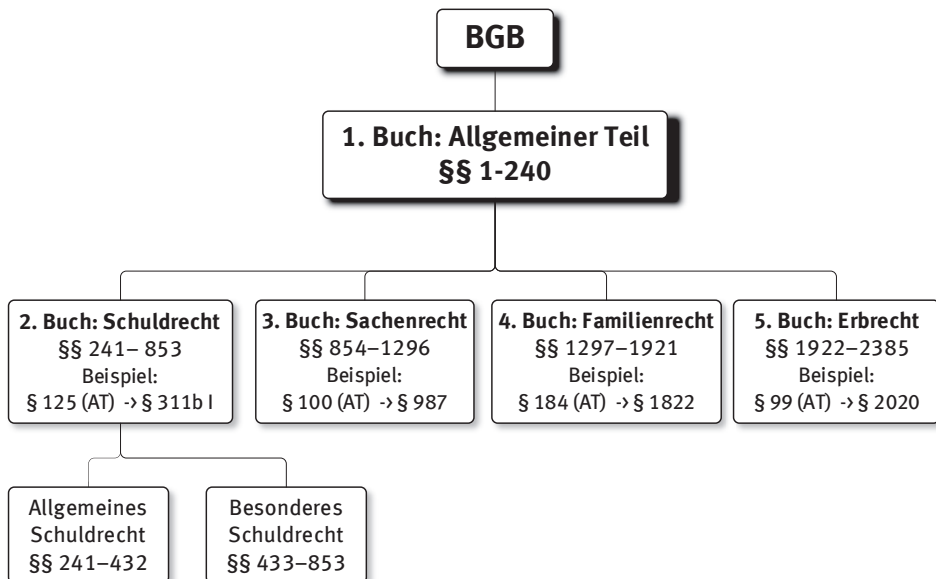 BGB
1. Buch: Allgemeiner Teil
§§ 1-240
2. Buch: Schuldrecht
§§ 241– 853
Beispiel:
§ 125 (AT) -> § 311b I
3. Buch: Sachenrecht
§§ 854–1296
Beispiel:
§ 100 (AT) -> § 987
4. Buch: Familienrecht
§§ 1297–1921
Beispiel:
§ 184 (AT) -> § 1822
5. Buch: Erbrecht
§§ 1922–2385
Beispiel:
§ 99 (AT) -> § 2020
Allgemeines
Schuldrecht
§§ 241–432
Besonderes
Schuldrecht
§§ 433–853